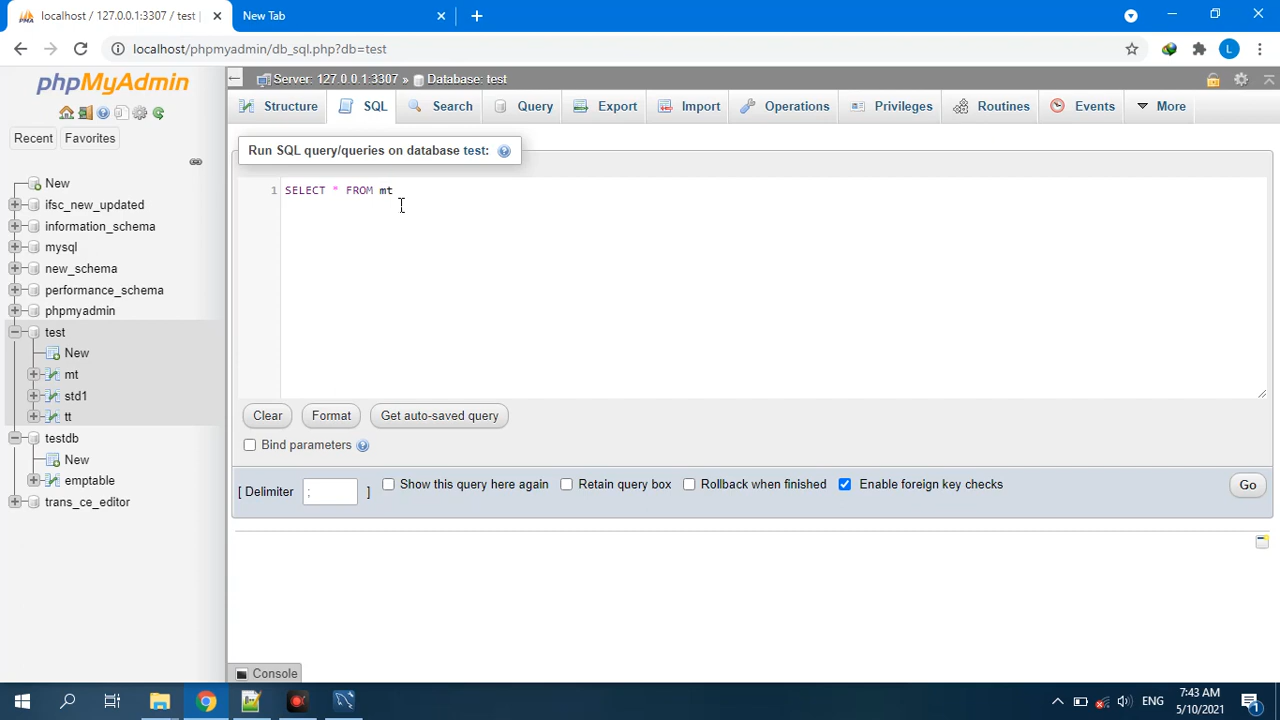 localhost / 127.0.0.1:3307 / test |
New Tab
localhost/phpmyadmin/db_sql.php?db=test
L
phpMyAdmin
Recent
Favorites
New
ifsc_new_updated
information_schema
mysql
new_schema
performance_schema
phpmyadmin
test
New
mt
std1
tt
testdb
New
emptable
trans_ce_editor
Server: 127.0.0.1:3307 » Database: test
Structure
SQL
Search
Query
Export
Import
Operations
Privileges
Routines
Events
More
Run SQL query/queries on database test:
1 SELECT * FROM mt
Clear
Format
Get auto-saved query
Bind parameters
[ Delimiter ; ]
Show this query here again
Retain query box
Rollback when finished
Enable foreign key checks
Go
Console
ENG
7:43 AM
5/10/2021
1